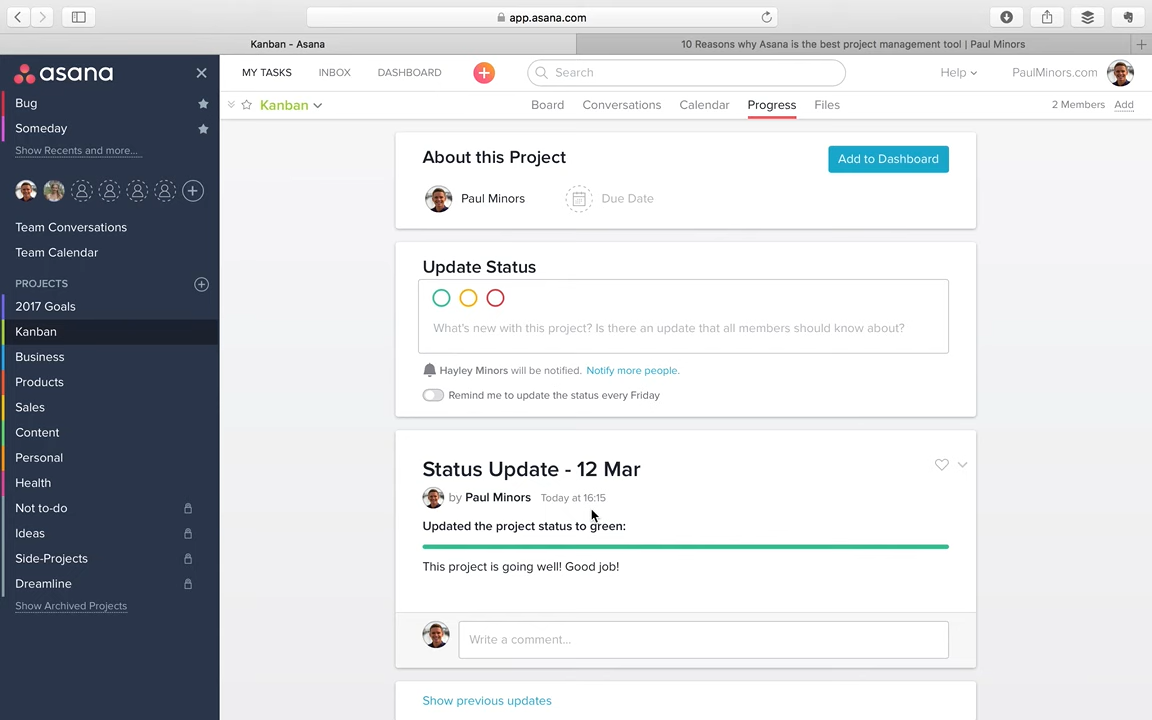 app.asana.com
Kanban - Asana
10 Reasons why Asana is the best project management tool | Paul Minors
asana
MY TASKS
INBOX
DASHBOARD
Search
Help
PaulMinors.com
Bug
Someday
Show Recents and more...
Kanban
Board
Conversations
Calendar
Progress
Files
2 Members
Add
Team Conversations
Team Calendar
PROJECTS
2017 Goals
Kanban
Business
Products
Sales
Content
Personal
Health
Not to-do
Ideas
Side-Projects
Dreamline
Show Archived Projects
About this Project
Add to Dashboard
Paul Minors
Due Date
Update Status
What's new with this project? Is there an update that all members should know about?
Hayley Minors will be notified. Notify more people.
Remind me to update the status every Friday
Status Update - 12 Mar
by Paul Minors Today at 16:15
Updated the project status to green:
This project is going well! Good job!
Write a comment...
Show previous updates